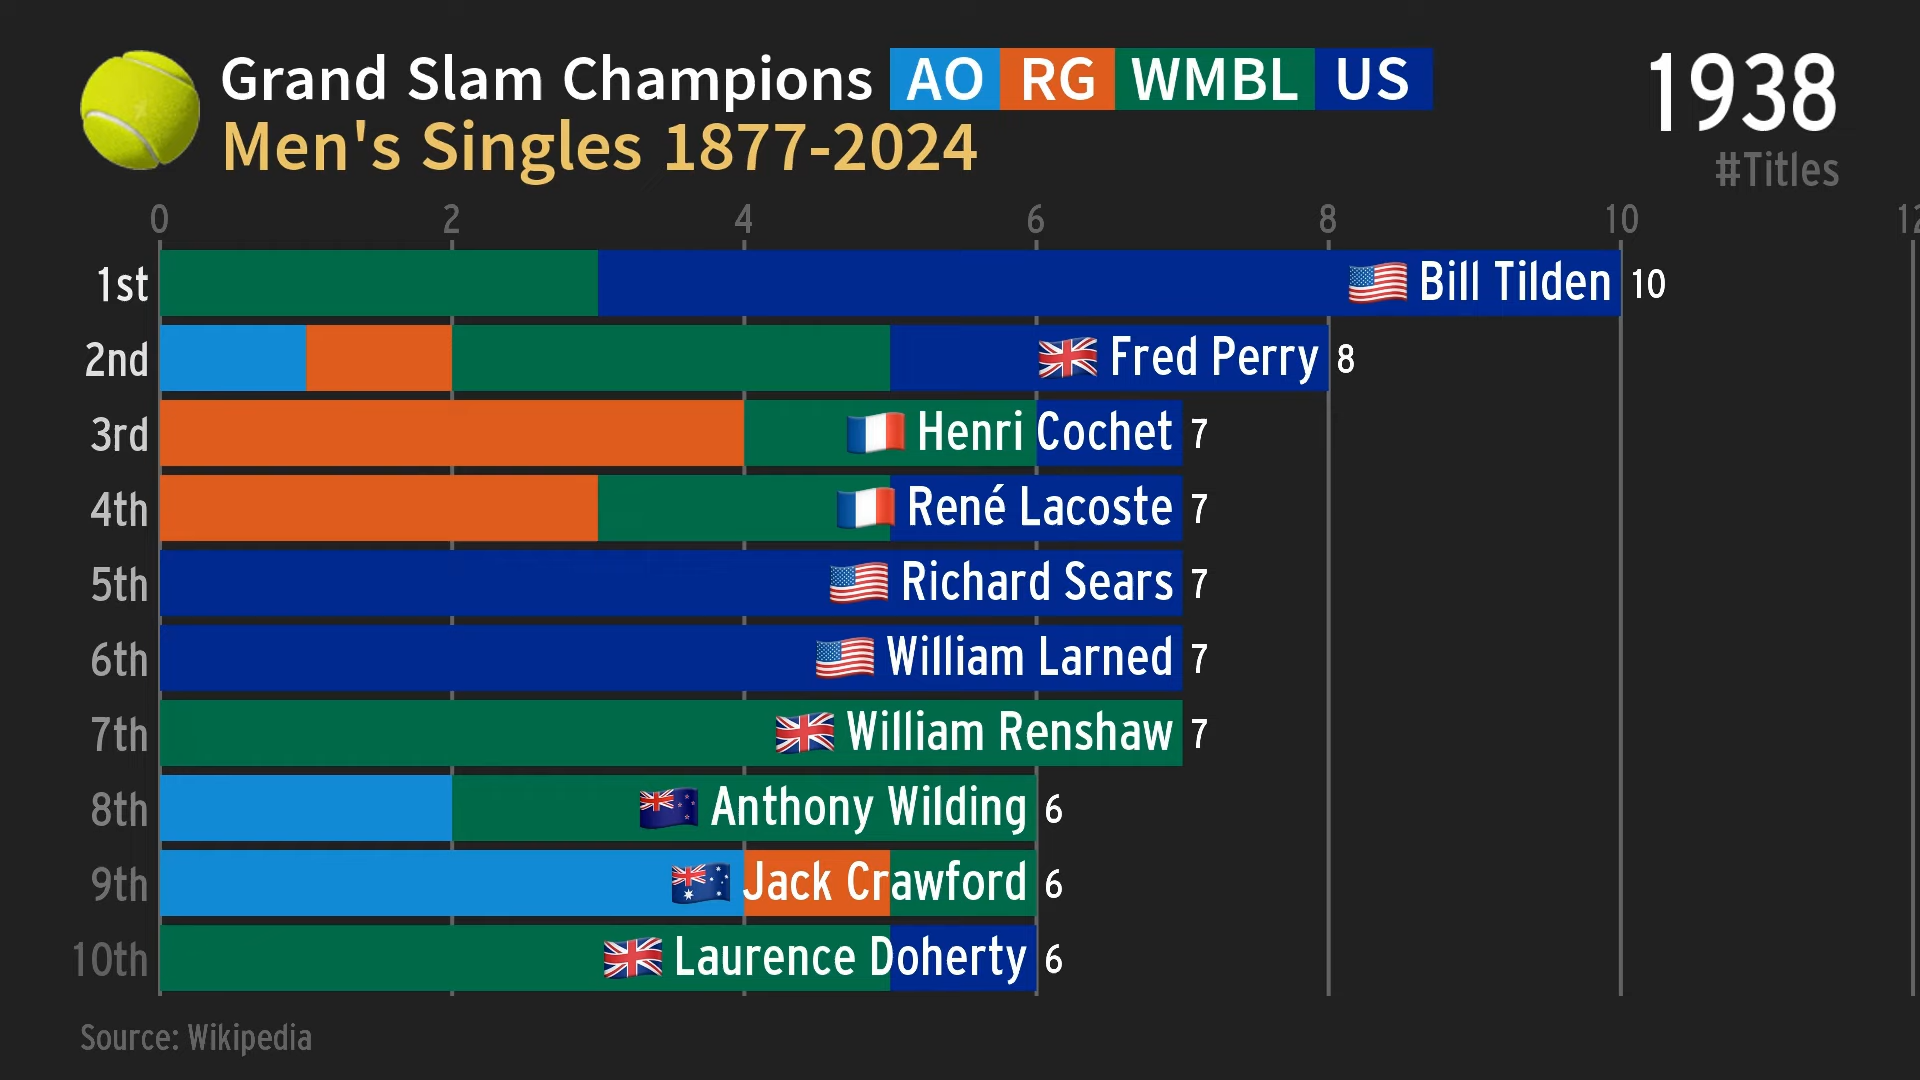 Grand Slam Champions AO RG WMBL US
Men's Singles 1877-2024
1938
#Titles
0 2 4 6 8 10 12
1st Bill Tilden 10
2nd Fred Perry 8
3rd Henri Cochet 7
4th René Lacoste 7
5th Richard Sears 7
6th William Larned 7
7th William Renshaw 7
8th Anthony Wilding 6
9th Jack Crawford 6
10th Laurence Doherty 6
Source: Wikipedia